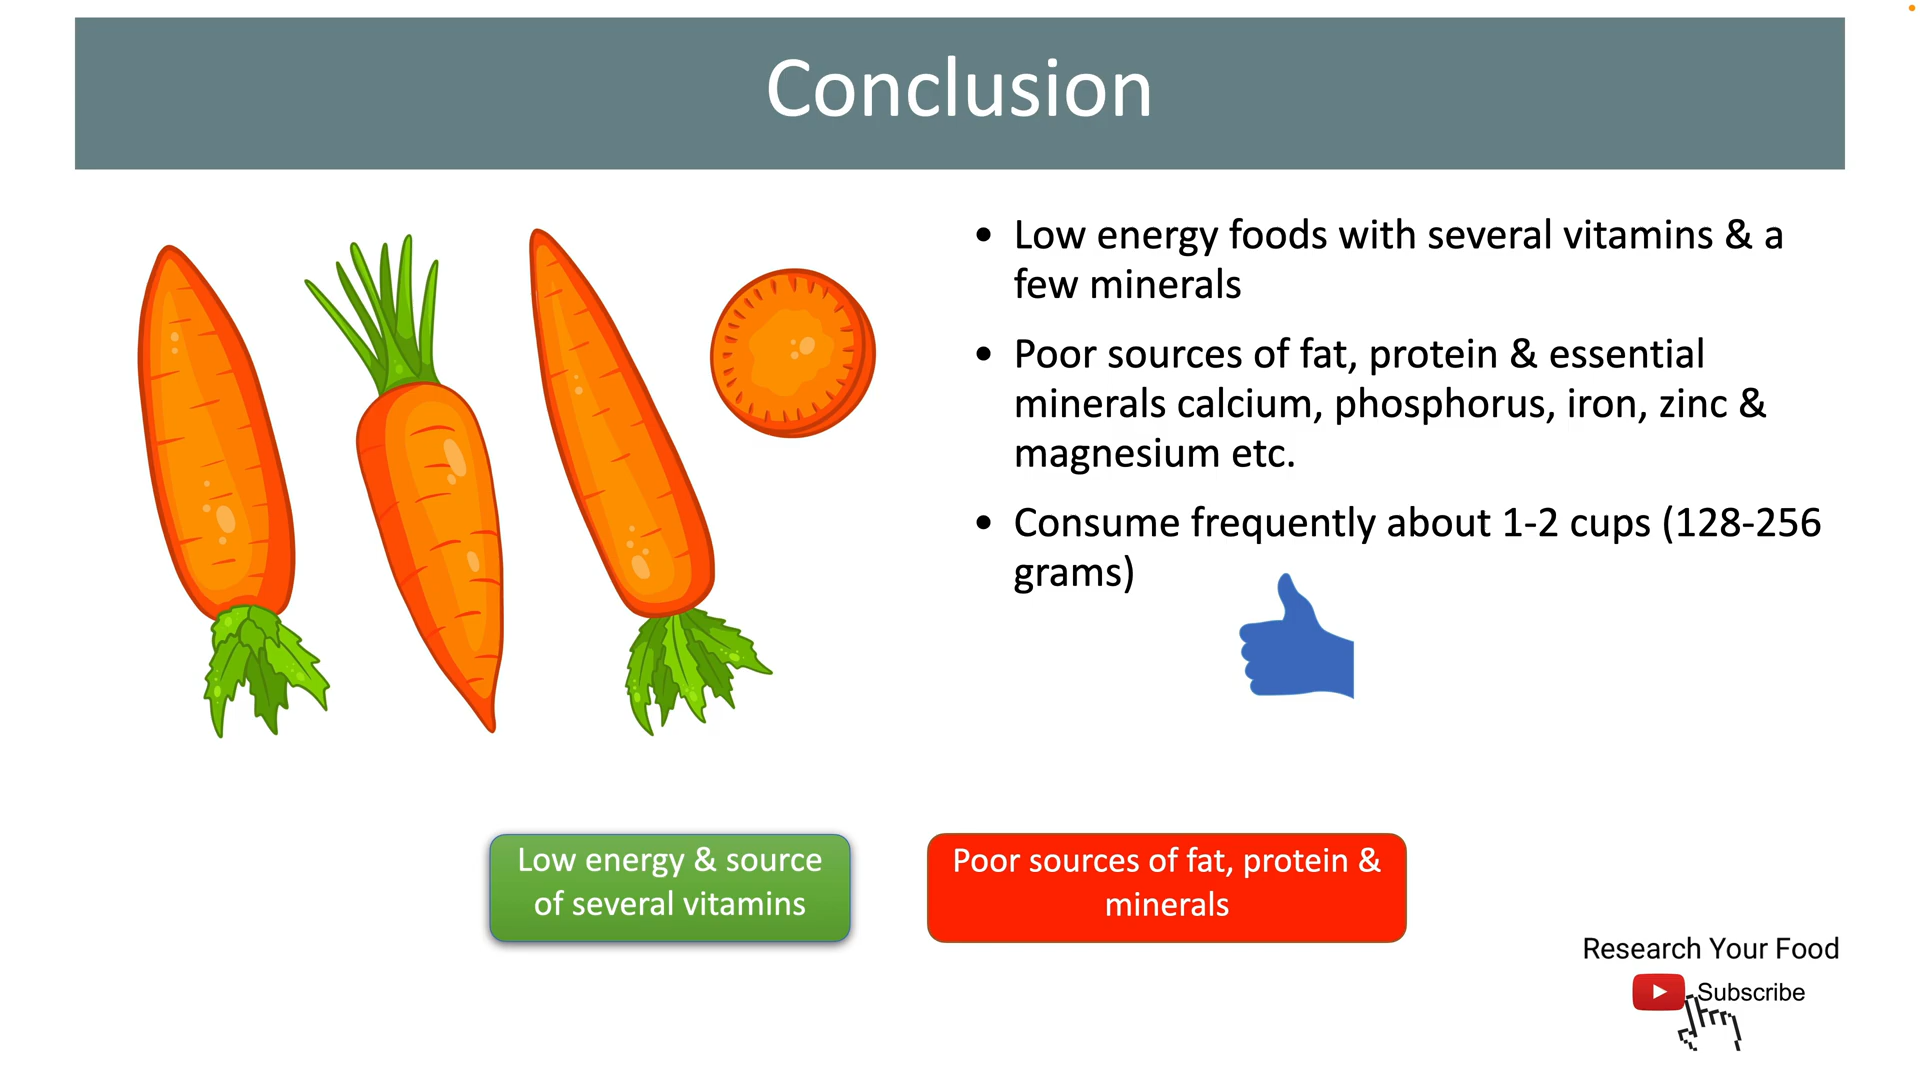 Conclusion
• Low energy foods with several vitamins & a
few minerals
• Poor sources of fat, protein & essential
minerals calcium, phosphorus, iron, zinc &
magnesium etc.
• Consume frequently about 1-2 cups (128-256
grams)
Low energy & source
of several vitamins
Poor sources of fat, protein &
minerals
Research Your Food
Subscribe